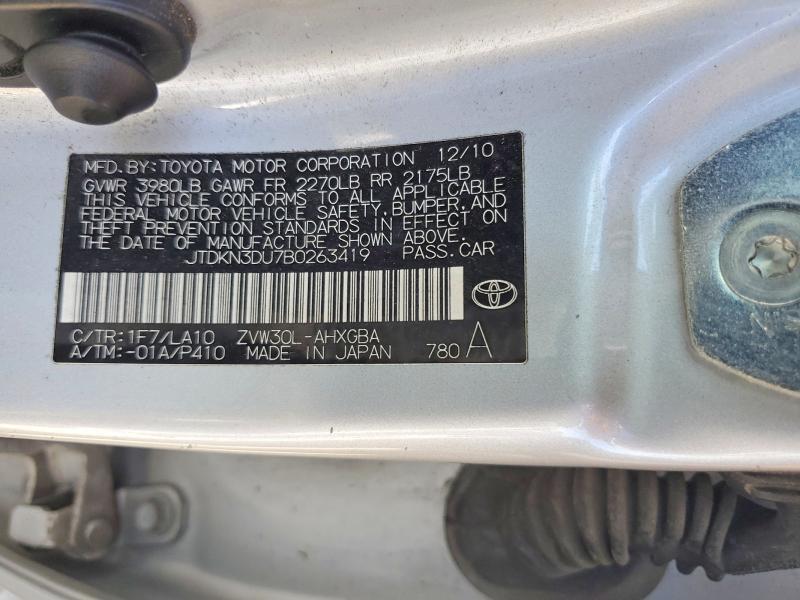 MFD.BY:TOYOTA MOTOR CORPORATION 12/10
GVWR 3980LB GAWR FR 2270LB RR 2175LB
THIS VEHICLE CONFORMS TO ALL APPLICABLE
FEDERAL MOTOR VEHICLE SAFETY, BUMPER, AND
THEFT PREVENTION STANDARDS IN EFFECT ON
THE DATE OF MANUFACTURE SHOWN ABOVE.
JTDKN3DU7B0263419 PASS.CAR
C/TR:1F7/LA10 ZVW30L-AHXGBA
A/TM:-01A/P410 MADE IN JAPAN 780 A